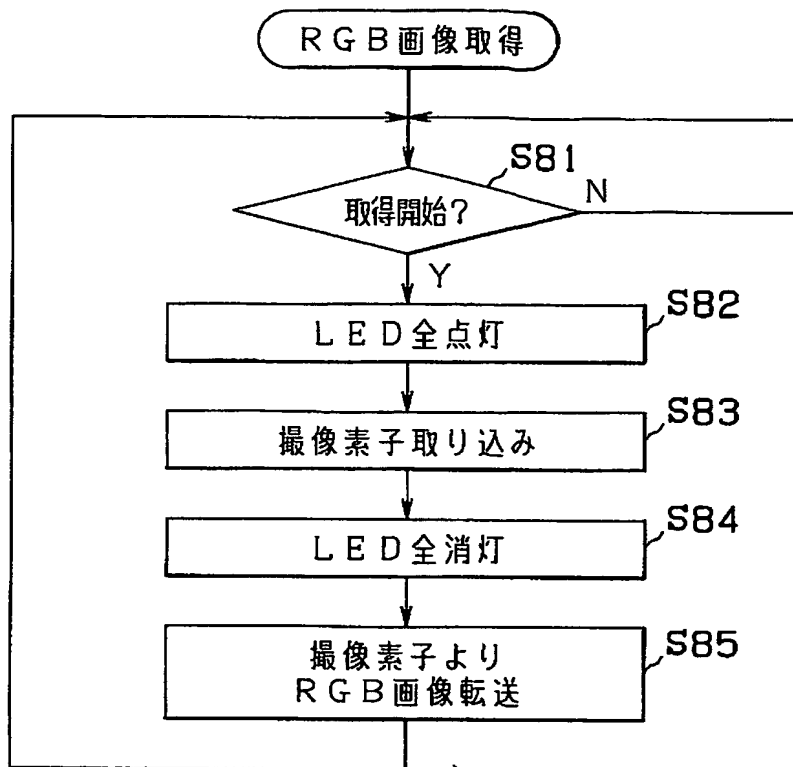 RGB画像取得
S81
取得開始?
N
Y
S82
LED全点灯
S83
撮像素子取り込み
S84
LED全消灯
S85
撮像素子より
RGB画像転送